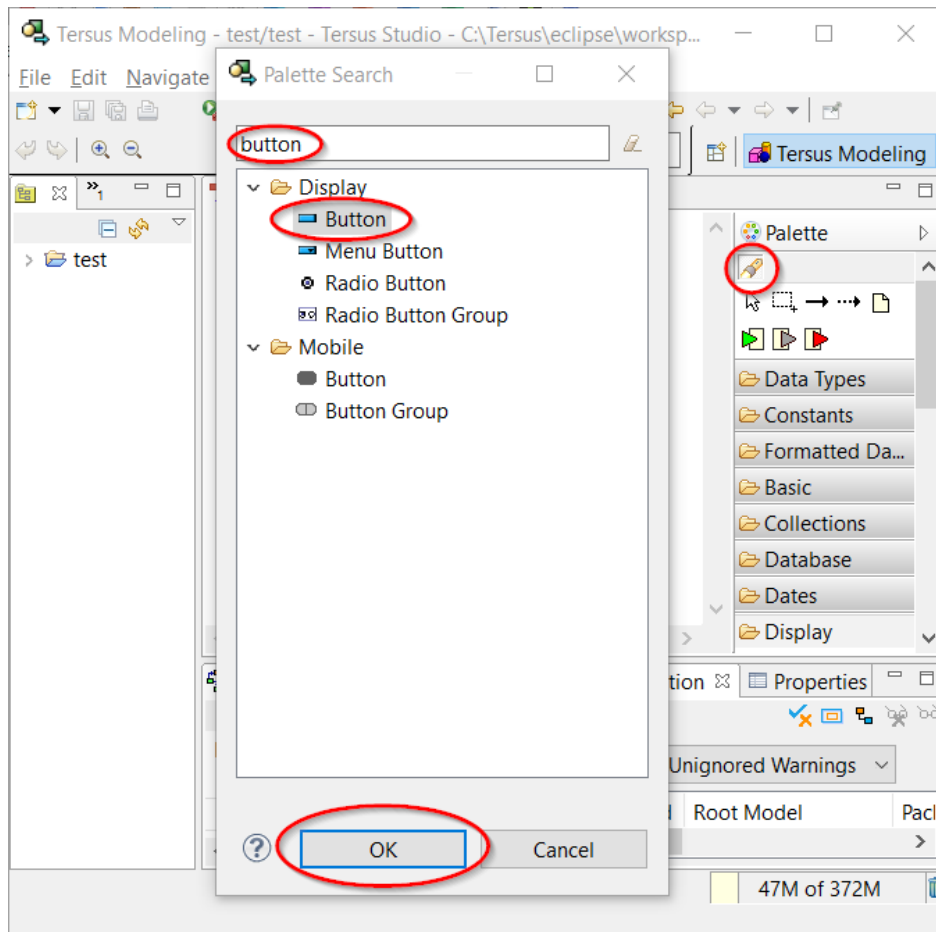 Tersus Modeling - test/test - Tersus Studio - C:\Tersus\eclipse\worksp...
File Edit Navigate
Palette Search
button
Tersus Modeling
1
test
Display
Button
Menu Button
Radio Button
Radio Button Group
Mobile
Button
Button Group
Palette
Data Types
Constants
Formatted Da...
Basic
Collections
Database
Dates
Display
tion
Properties
Unignored Warnings
Root Model
Pacl
OK
Cancel
47M of 372M